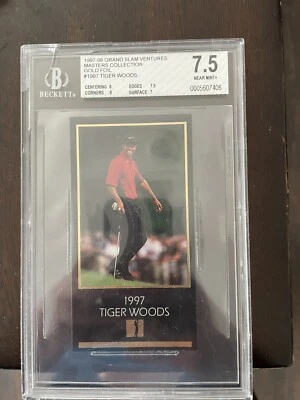 BECKETT
1997-98 GRAND SLAM VENTURES
MASTERS COLLECTION
GOLD FOIL
#1997 TIGER WOODS
7.5
NEAR MINT+
CENTERING 8 EDGES 7.5
CORNERS 8 SURFACE 7
0005607406
1997
TIGER WOODS